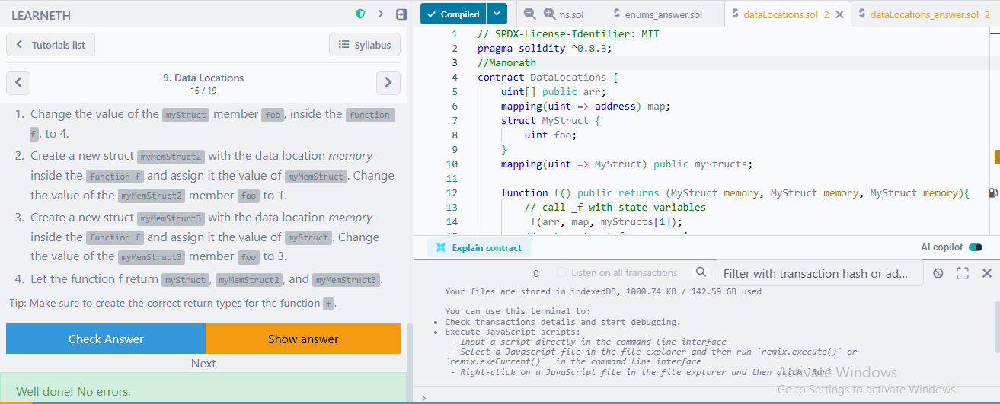 LEARNETH
Tutorials list
Syllabus
9. Data Locations
16 / 19
1. Change the value of the myStruct member foo, inside the function
f, to 4.
2. Create a new struct myMemStruct2 with the data location memory
inside the function f and assign it the value of myMemStruct. Change
the value of the myMemStruct2 member foo to 1.
3. Create a new struct myMemStruct3 with the data location memory
inside the function f and assign it the value of myStruct. Change
the value of the myMemStruct3 member foo to 3.
4. Let the function f return myStruct, myMemStruct2, and myMemStruct3.
Tip: Make sure to create the correct return types for the function f.
Check Answer
Show answer
Next
Well done! No errors.
Compiled
ns.sol
enums_answer.sol
dataLocations.sol 2
dataLocations_answer.sol 2
1 // SPDX-License-Identifier: MIT
2 pragma solidity ^0.8.3;
3 //Manorath
4 contract DataLocations {
5 uint[] public arr;
6 mapping(uint => address) map;
7 struct MyStruct {
8 uint foo;
9 }
10 mapping(uint => MyStruct) public myStructs;
11
12 function f() public returns (MyStruct memory, MyStruct memory, MyStruct memory){
13 // call _f with state variables
14 _f(arr, map, myStructs[1]);
Explain contract
AI copilot
0
Listen on all transactions
Filter with transaction hash or ad...
Your files are stored in indexedDB, 1000.74 KB / 142.59 GB used
You can use this terminal to:
• Check transactions details and start debugging.
• Execute JavaScript scripts:
- Input a script directly in the command line interface
- Select a Javascript file in the file explorer and then run `remix.execute()` or
`remix.exeCurrent()` in the command line interface
- Right-click on a JavaScript file in the file explorer and then click `Run`
Activate Windows
Go to Settings to activate Windows.
>